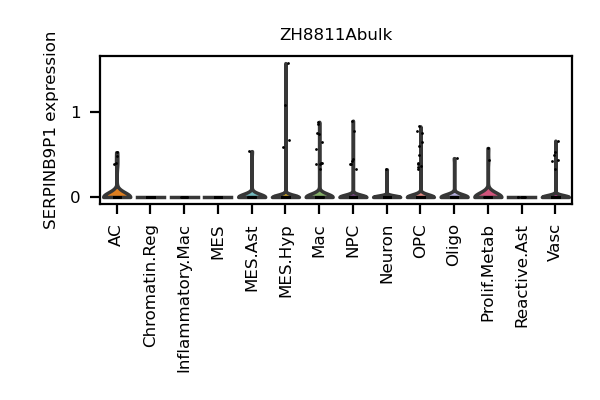 ZH8811Abulk
SERPINB9P1 expression
1
0
AC
Chromatin.Reg
Inflammatory.Mac
MES
MES.Ast
MES.Hyp
Mac
NPC
Neuron
OPC
Oligo
Prolif.Metab
Reactive.Ast
Vasc